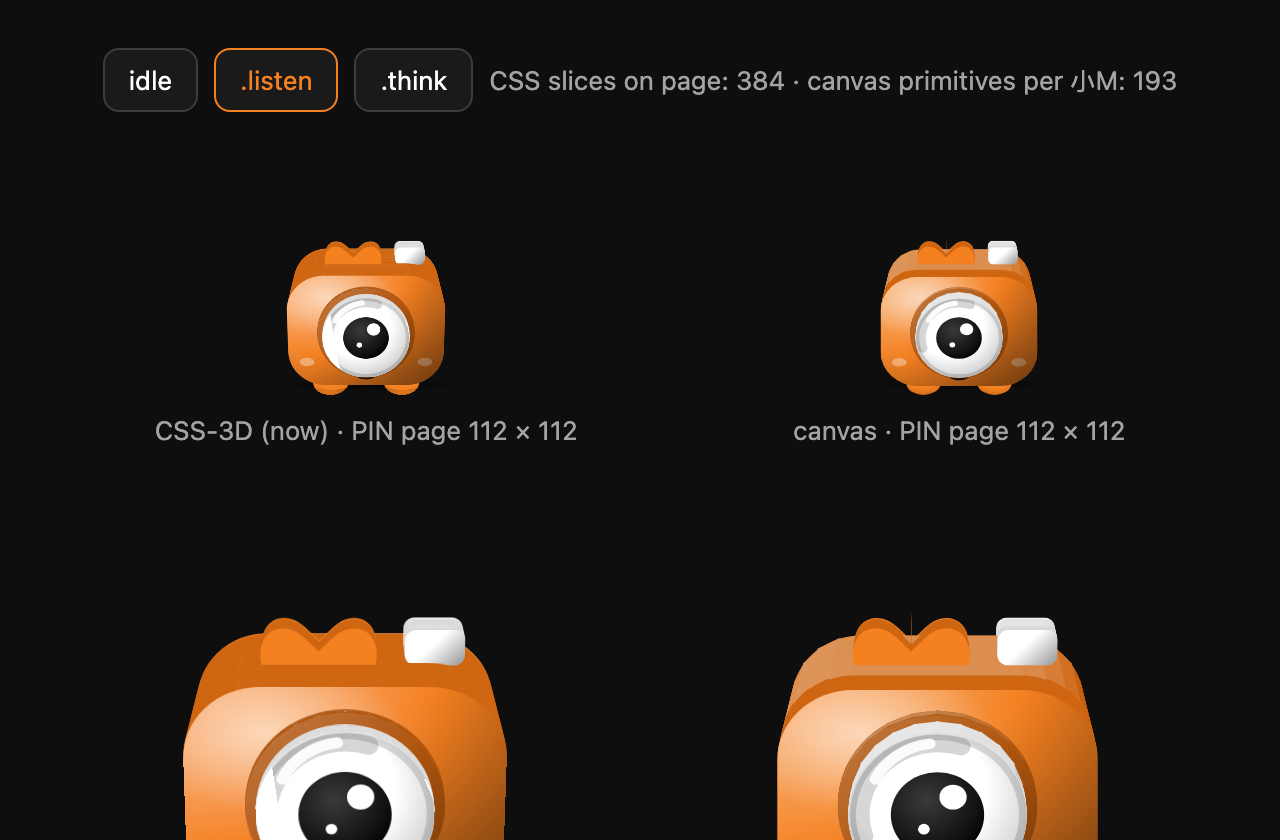 idle
.listen
.think
CSS slices on page: 384 · canvas primitives per 小M: 193
CSS-3D (now) · PIN page 112 × 112
canvas · PIN page 112 × 112